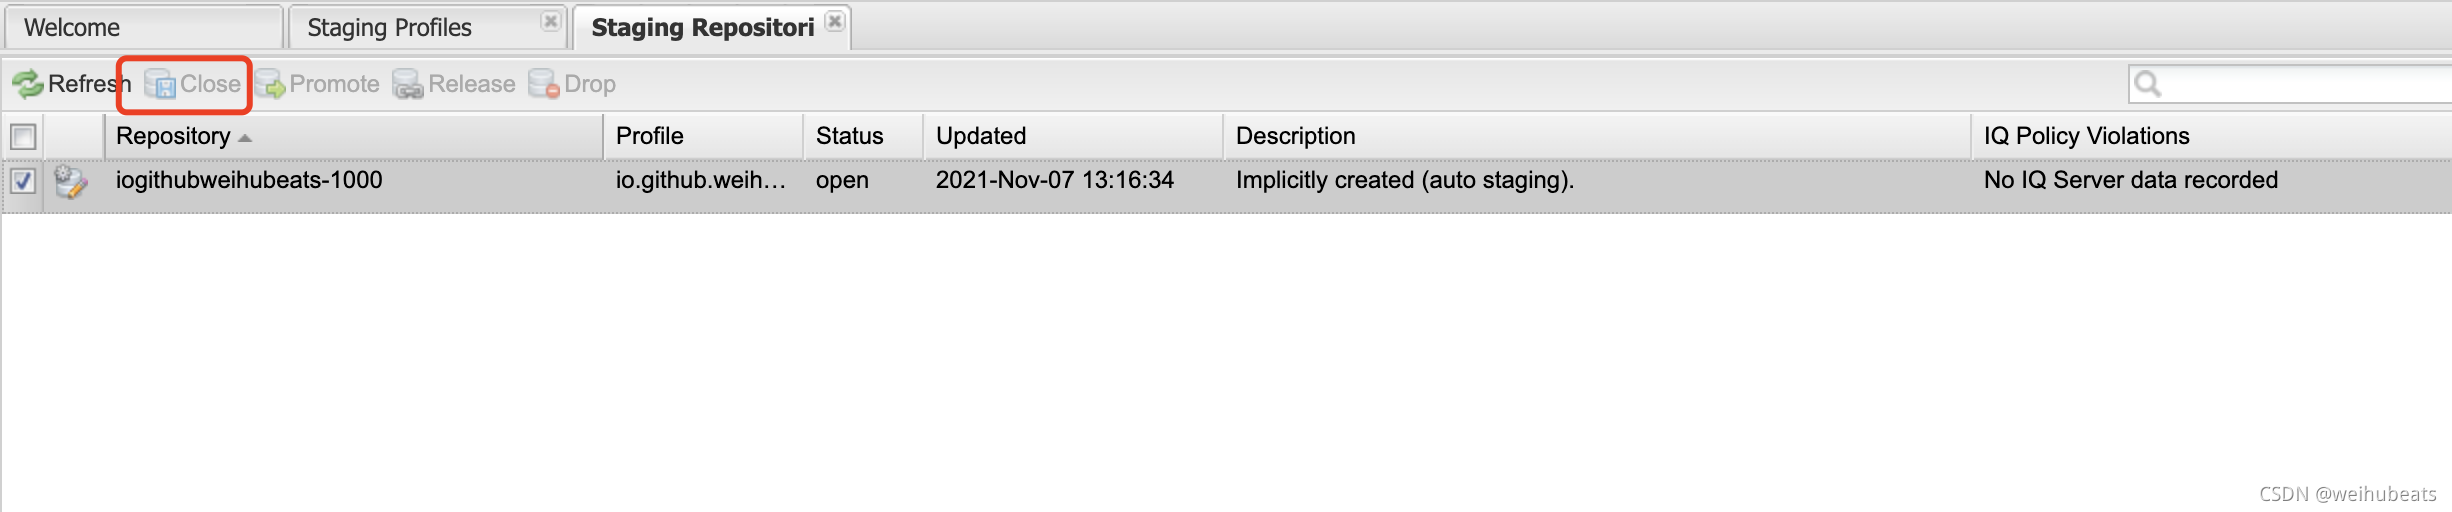 Welcome Staging Profiles Staging Repositori
Refresh Close Promote Release Drop
Repository Profile Status Updated Description IQ Policy Violations
iogithubweihubeats-1000 io.github.weih... open 2021-Nov-07 13:16:34 Implicitly created (auto staging). No IQ Server data recorded
CSDN @weihubeats